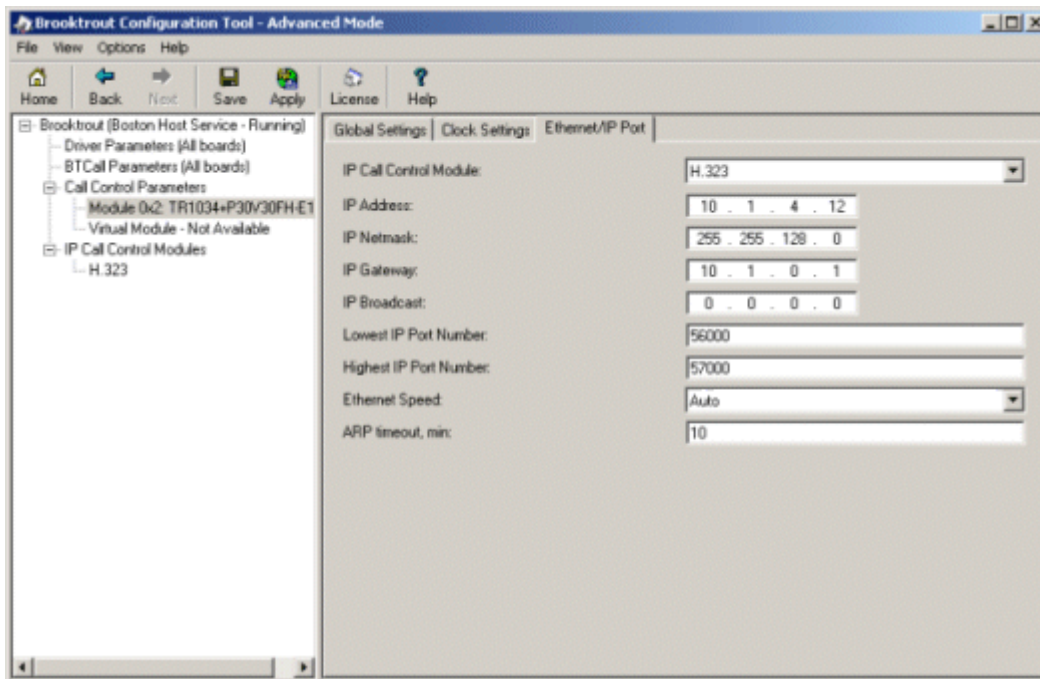 Brooktrout Configuration Tool - Advanced Mode
File View Options Help
Home Back Next Save Apply License Help
Brooktrout (Boston Host Service - Running)
Driver Parameters (All boards)
BTCall Parameters (All boards)
Call Control Parameters
Module 0x2: TR1034+P30V30FH-E1
Virtual Module - Not Available
IP Call Control Modules
H.323
Global Settings Clock Settings Ethernet/IP Port
IP Call Control Module: H.323
IP Address: 10 . 1 . 4 . 12
IP Netmask: 255 . 255 . 128 . 0
IP Gateway: 10 . 1 . 0 . 1
IP Broadcast: 0 . 0 . 0 . 0
Lowest IP Port Number: 56000
Highest IP Port Number: 57000
Ethernet Speed: Auto
ARP timeout, min: 10